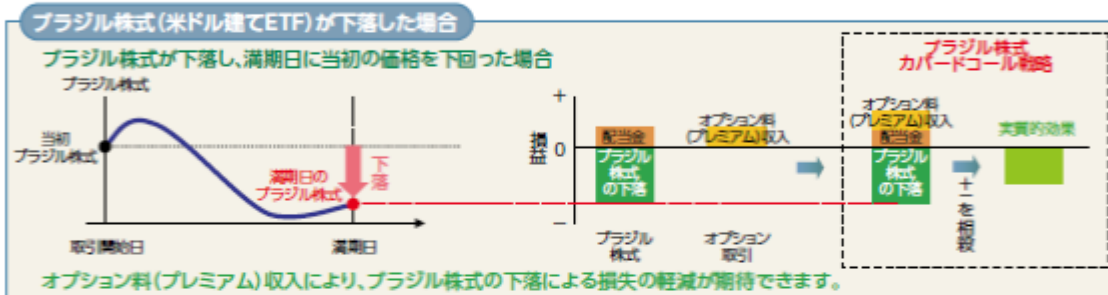 ブラジル株式(米ドル建てETF)が下落した場合
ブラジル株式が下落し、満期日に当初の価格を下回った場合
ブラジル株式
当初
ブラジル株式
満期日の
ブラジル株式
下落
取引開始日
満期日
損益
+
0
−
配当金
ブラジル
株式
の下落
オプション料
(プレミアム)収入
ブラジル
株式
オプション
取引
ブラジル株式
カバードコール戦略
オプション料
(プレミアム)収入
配当金
ブラジル
株式
の下落
+−を相殺
実質的効果
オプション料(プレミアム)収入により、ブラジル株式の下落による損失の軽減が期待できます。